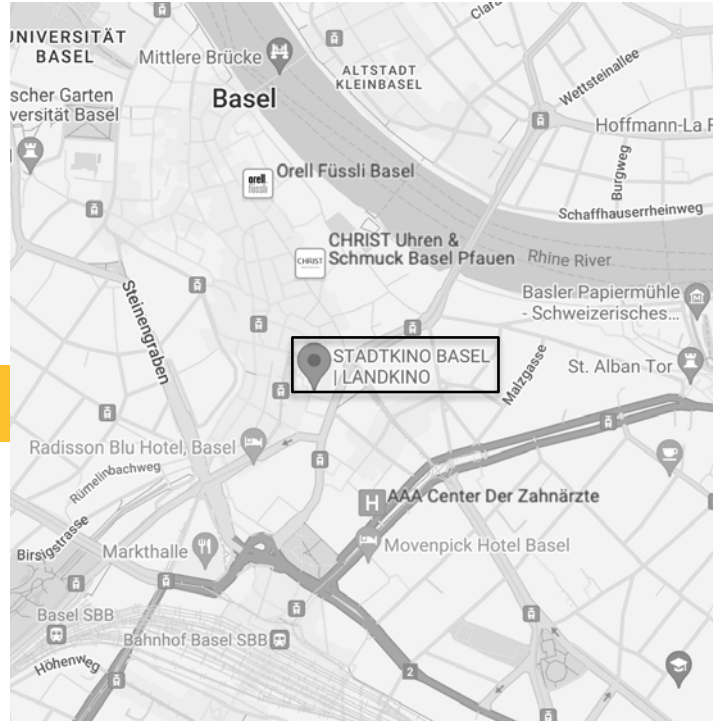 Clara
UNIVERSITÄT
BASEL
Mittlere Brücke
ALTSTADT
KLEINBASEL
Wettsteinallee
Basel
scher Garten
versität Basel
Hoffmann-La R
Burgweg
orell
füssli
Orell Füssli Basel
Schaffhauserrheinweg
CHRIST
CHRIST Uhren &
Schmuck Basel Pfauen
Rhine River
Steinengraben
Basler Papiermühle
- Schweizerisches...
STADTKINO BASEL
| LANDKINO
St. Alban Tor
Malzgasse
Radisson Blu Hotel, Basel
Rümelinbachweg
H
AAA Center Der Zahnärzte
Birsigstrasse
Markthalle
Movenpick Hotel Basel
Basel SBB
Bahnhof Basel SBB
Höhenweg
2